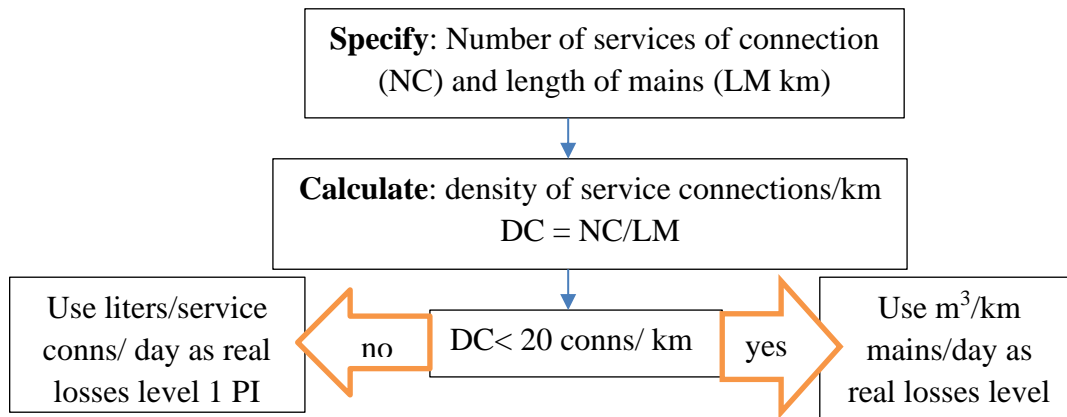 Specify: Number of services of connection
(NC) and length of mains (LM km)
Calculate: density of service connections/km
DC = NC/LM
Use liters/service
conns/ day as real
losses level 1 PI
no
DC< 20 conns/ km
yes
Use m³/km
mains/day as
real losses level